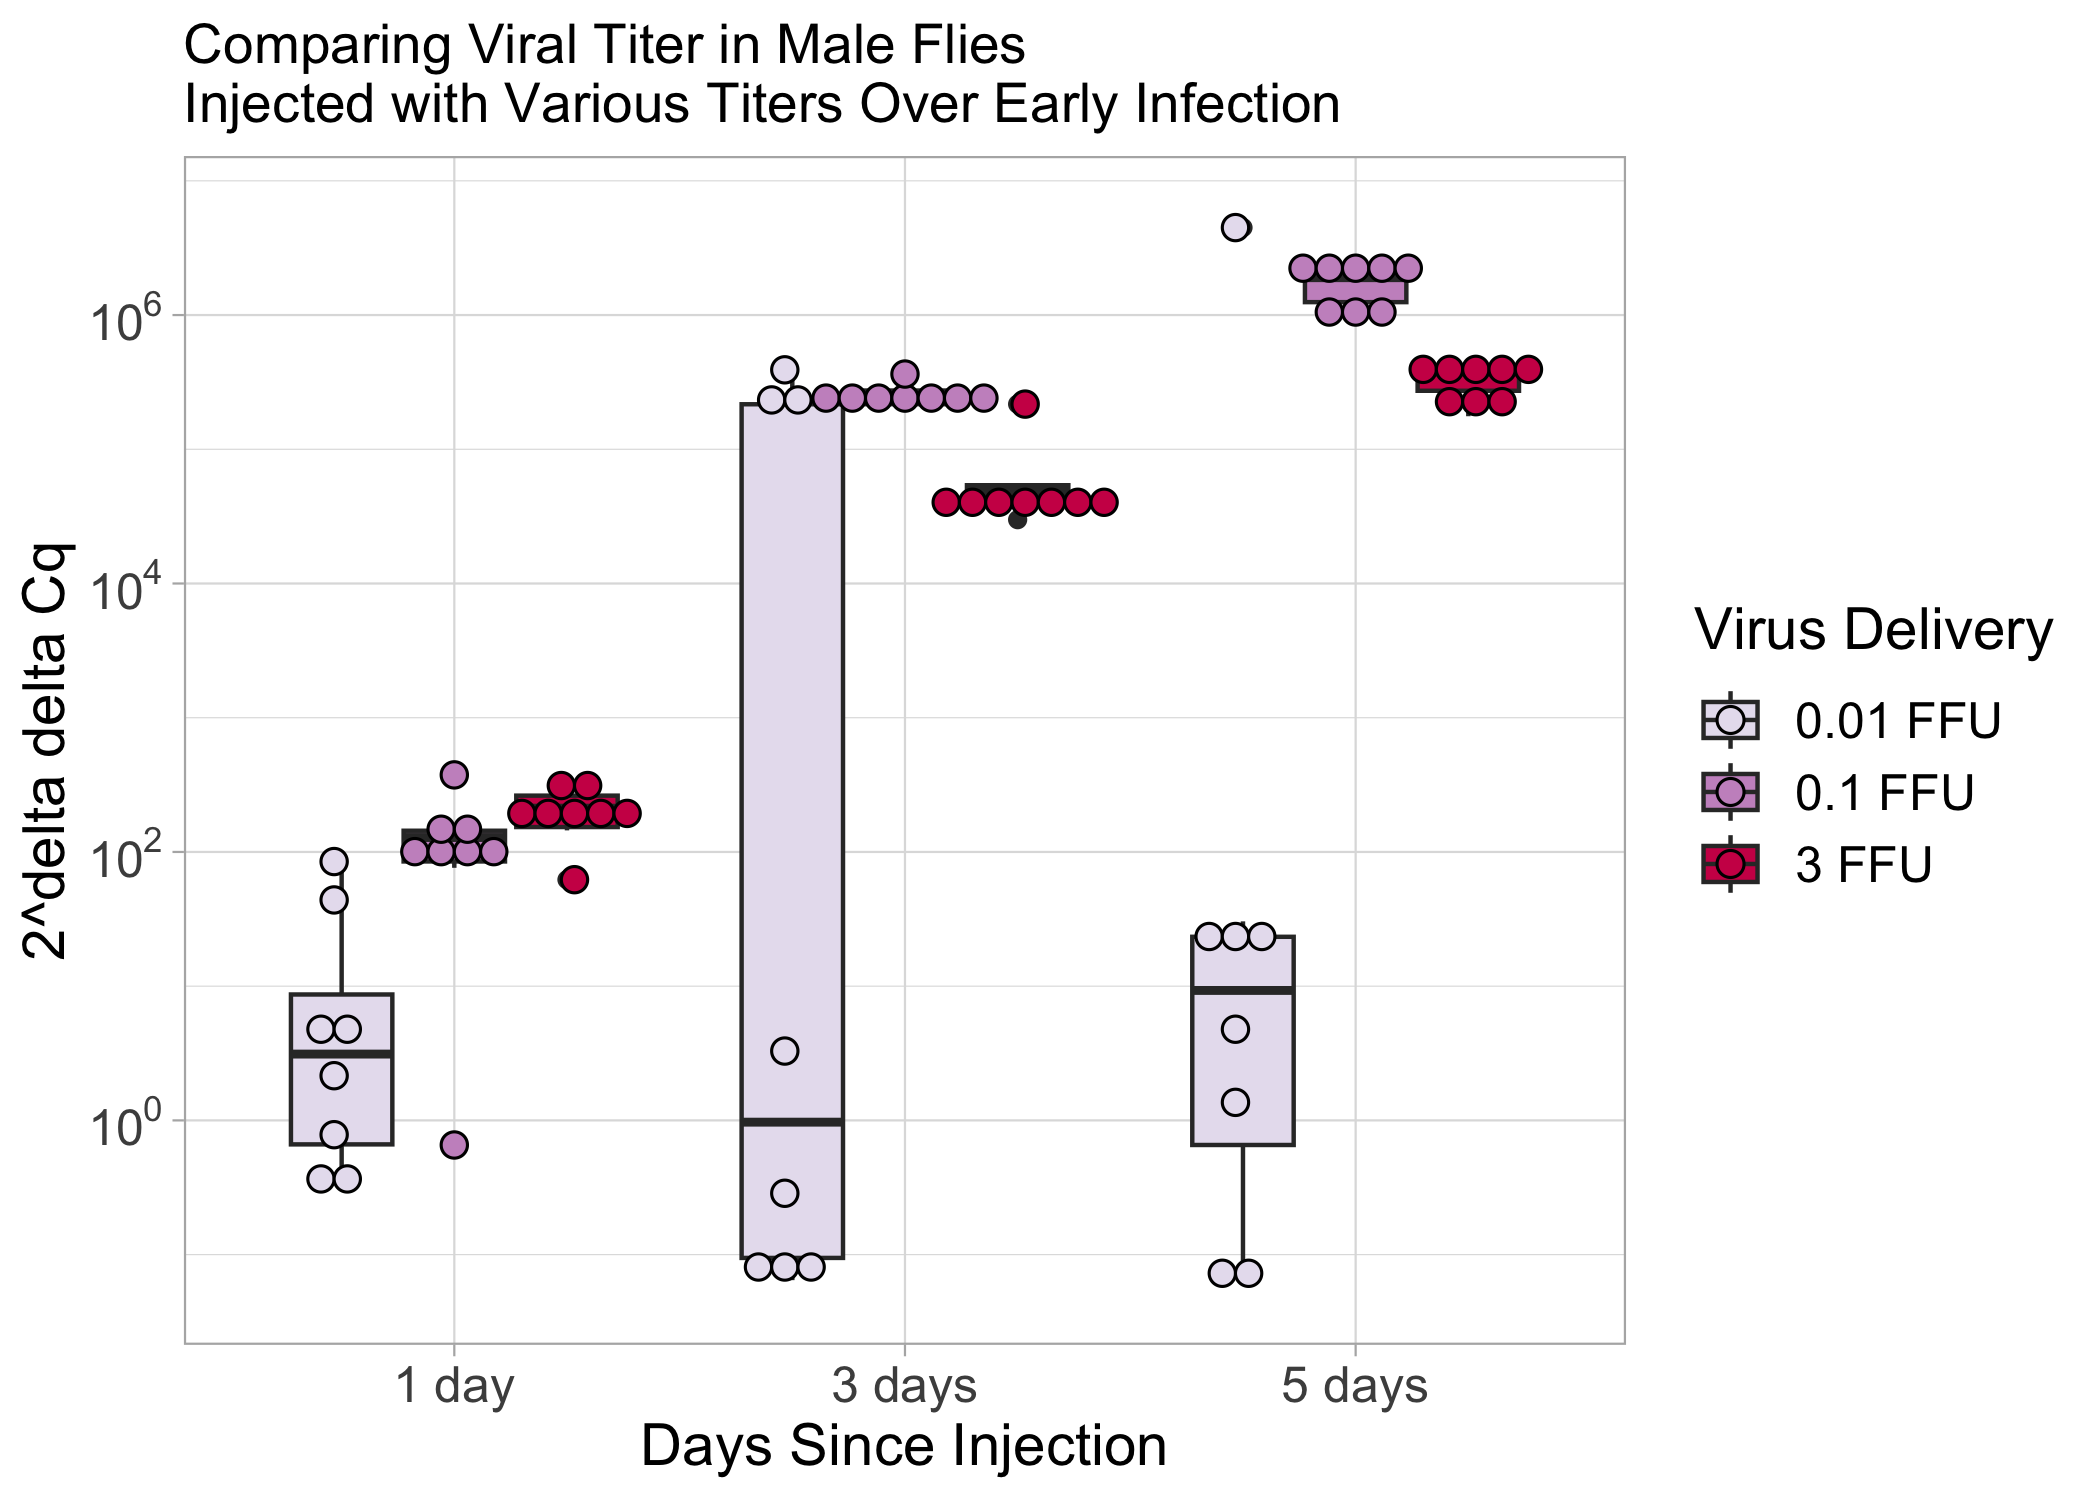 Comparing Viral Titer in Male Flies
Injected with Various Titers Over Early Infection
2^delta delta Cq
10^6
10^4
10^2
10^0
1 day
3 days
5 days
Days Since Injection
Virus Delivery
0.01 FFU
0.1 FFU
3 FFU